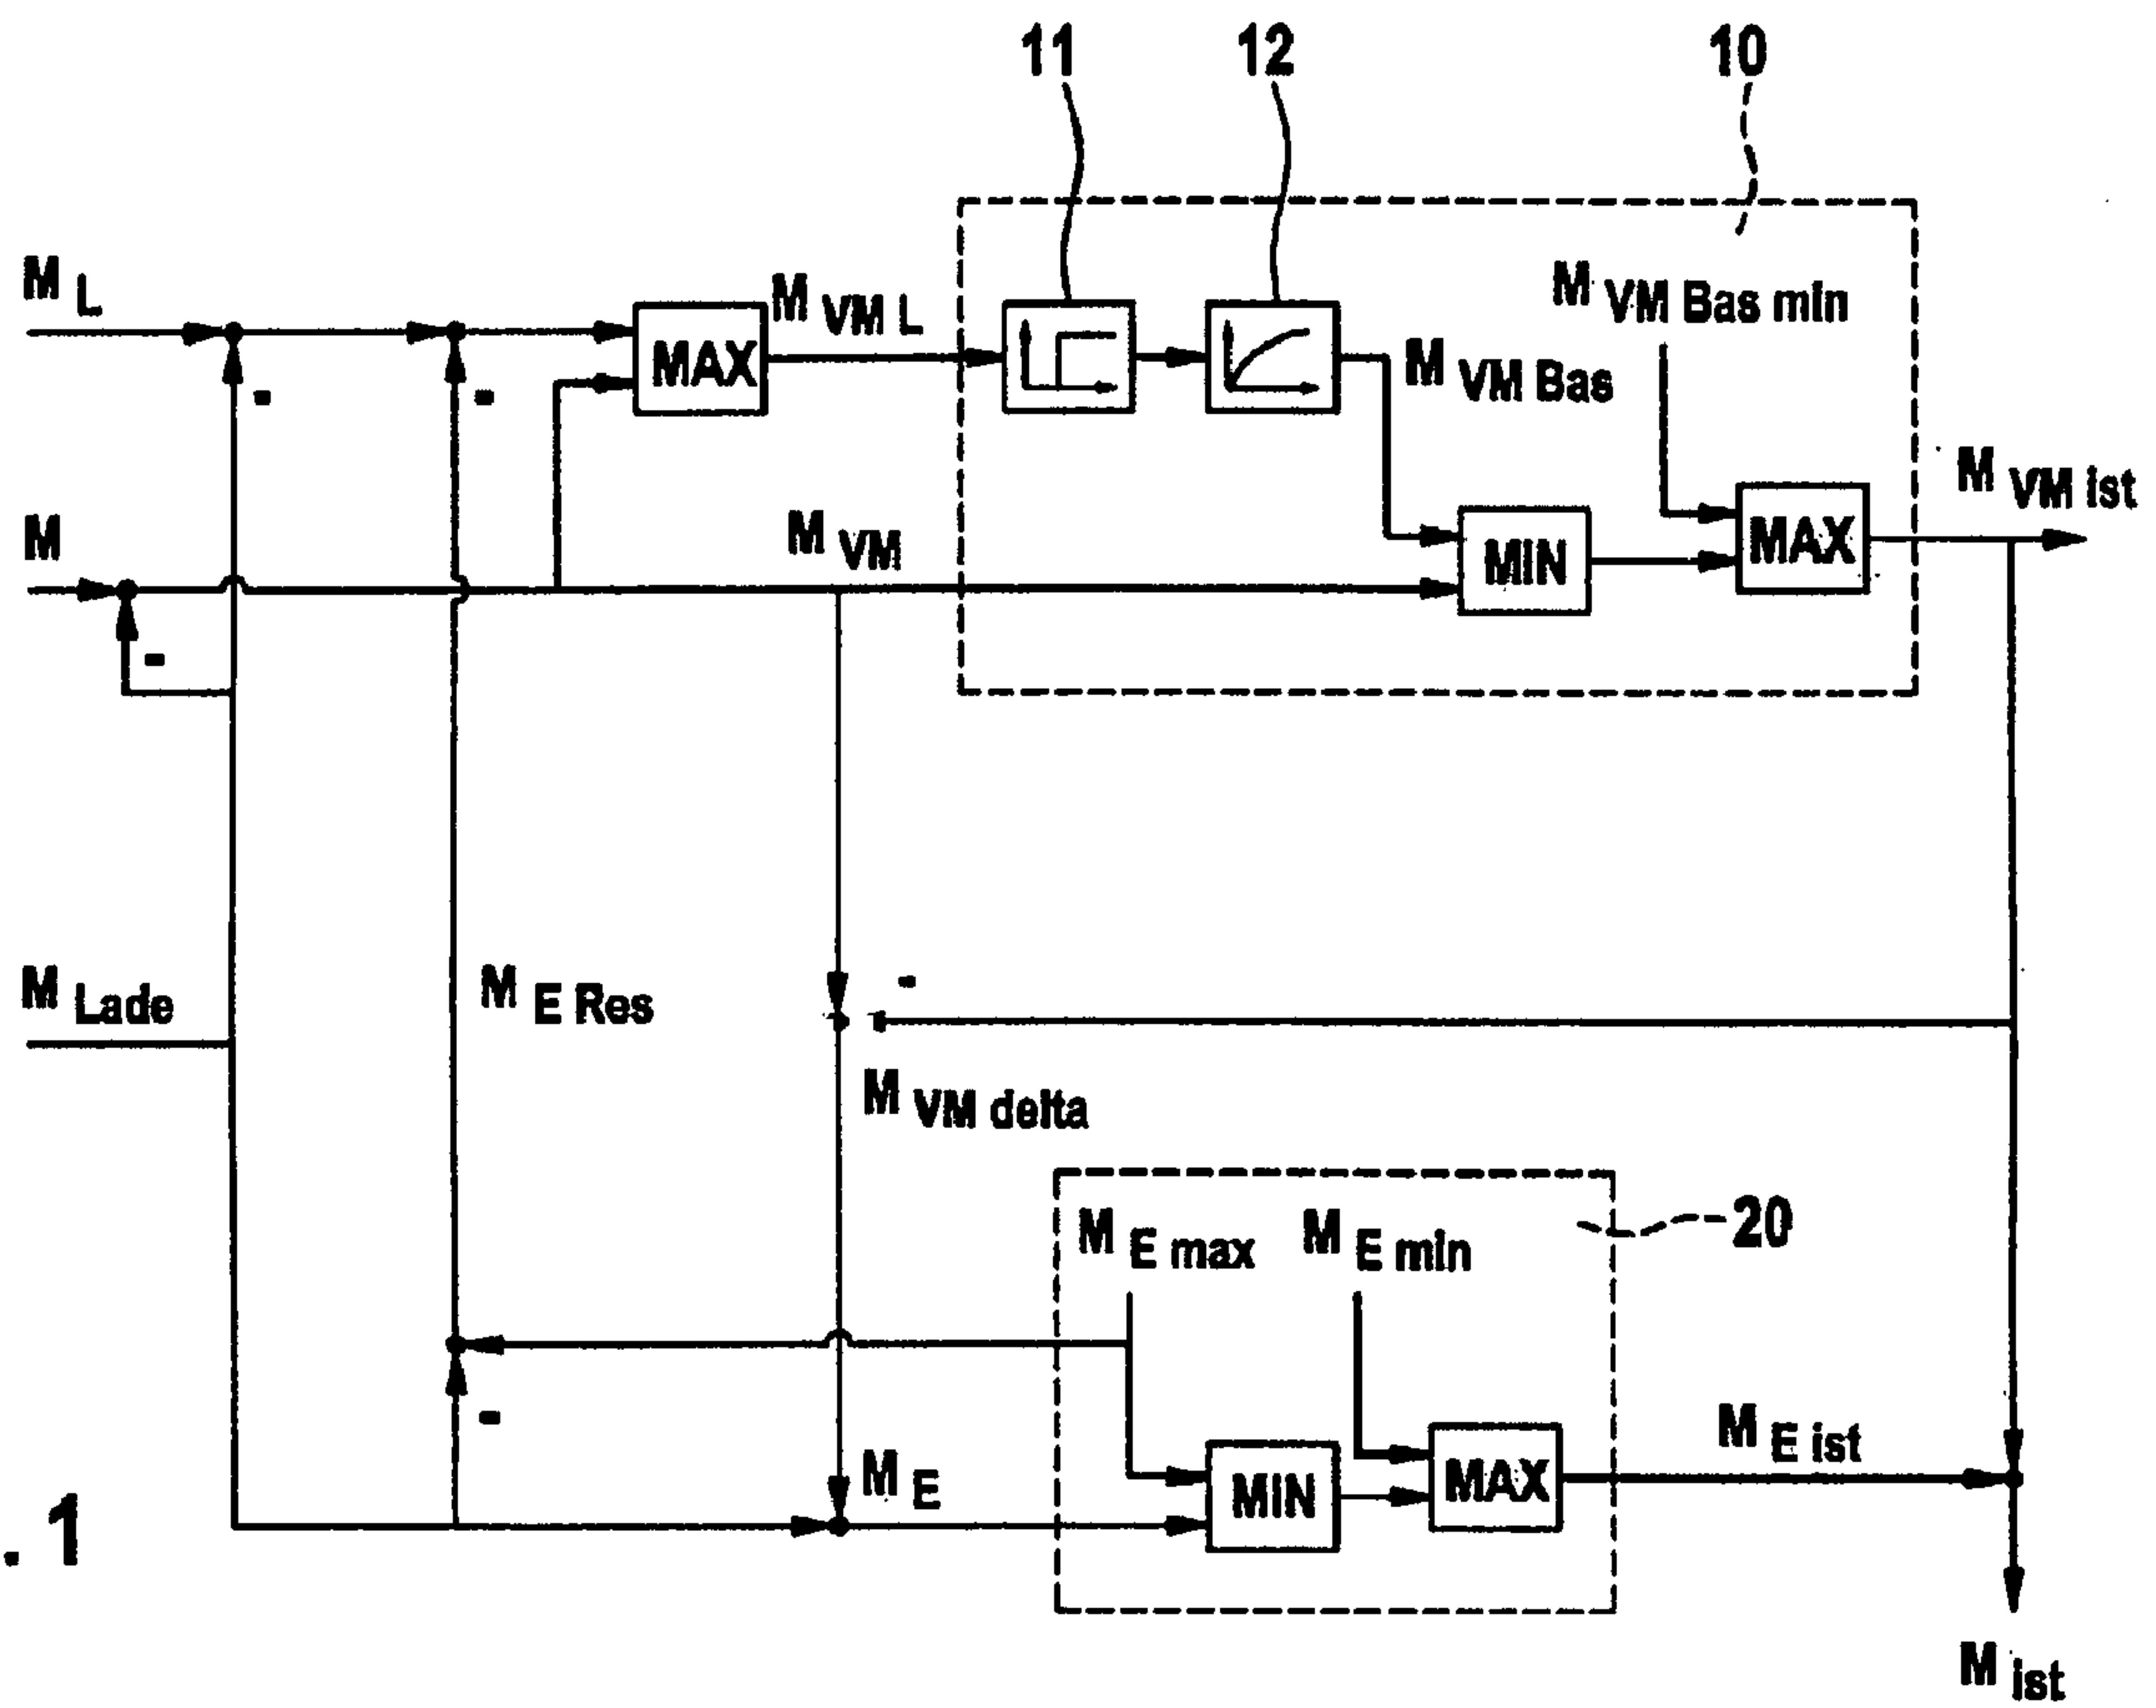 11 12 10
M L
M VM L
M VM Bas min
MAX
M VM Bas
M VM ist
M
M VM
MIN
MAX
M Lade
M E Res
M VM delta
M E max
M E min
20
M E ist
M E
MIN
MAX
. 1
M ist